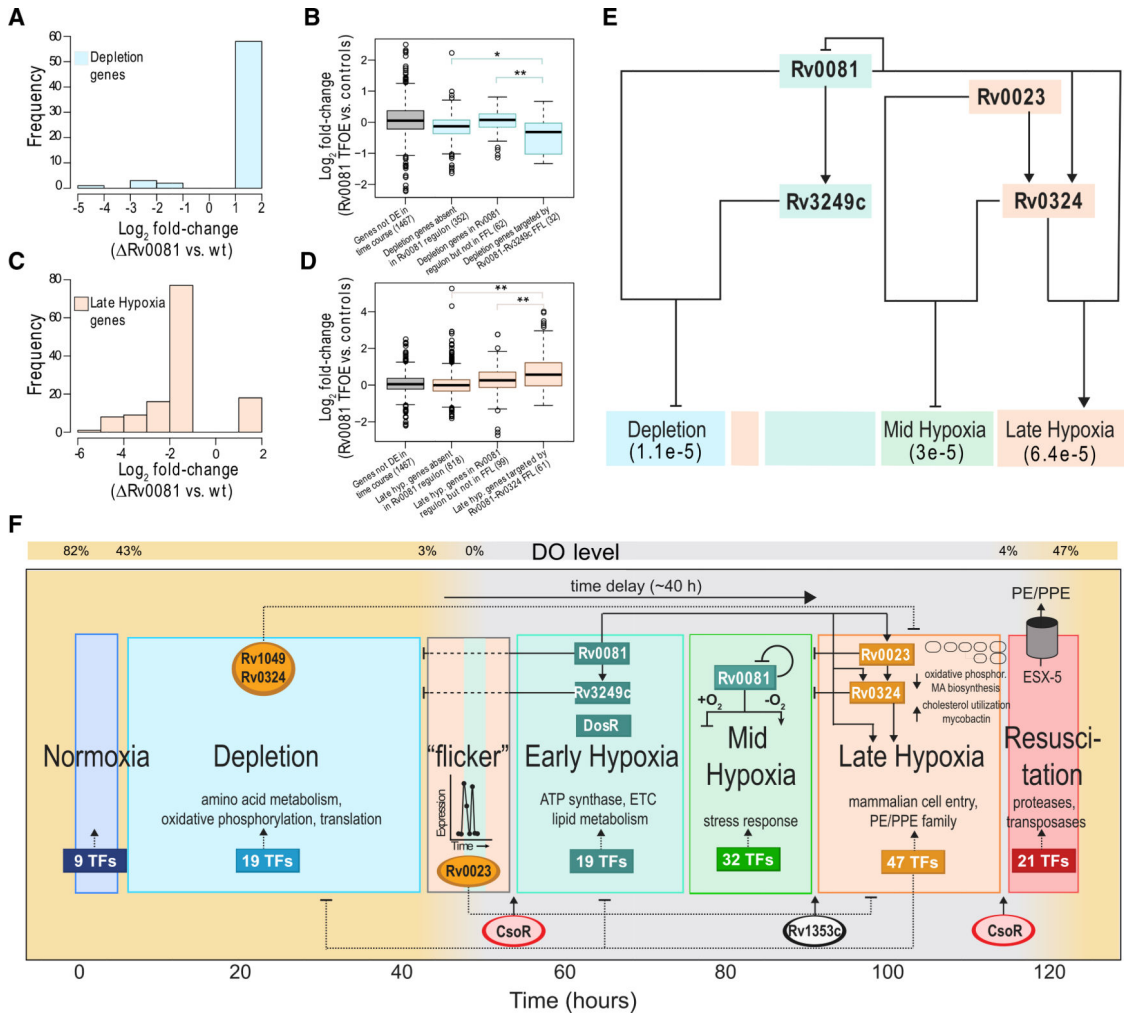 A
Depletion
genes
Frequency
60
50
40
30
20
10
0
-5 -4 -3 -2 -1 0 1 2
Log2 fold-change
(ΔRv0081 vs. wt)
B
Log2 fold-change
(Rv0081 TFOE vs. controls)
2
1
0
-1
-2
*
**
Genes not DE in
time course (1467)
Depletion genes absent
in Rv0081 regulon (352)
Depletion genes in Rv0081
regulon but not in FFL (62)
Depletion genes targeted by
Rv0081-Rv3249c FFL (32)
C
Late Hypoxia
genes
Frequency
80
60
40
20
0
-6 -5 -4 -3 -2 -1 0 1 2
Log2 fold-change
(ΔRv0081 vs. wt)
D
Log2 fold-change
(Rv0081 TFOE vs. controls)
4
2
0
-2
**
**
Genes not DE in
time course (1467)
Late hyp. genes absent
in Rv0081 regulon (818)
Late hyp. genes in Rv0081
regulon but not in FFL (99)
Late hyp. genes targeted by
Rv0081-Rv0324 FFL (61)
E
Rv0081
Rv0023
Rv3249c
Rv0324
Depletion
(1.1e-5)
Mid Hypoxia
(3e-5)
Late Hypoxia
(6.4e-5)
F
82% 43% 3% 0% DO level 4% 47%
time delay (~40 h)
PE/PPE
ESX-5
Rv1049
Rv0324
Rv0081
Rv3249c
DosR
Rv0081
+O2 -O2
Rv0023
Rv0324
oxidative phosphor.
MA biosynthesis
cholesterol utilization
mycobactin
Normoxia
Depletion
"flicker"
Early Hypoxia
Mid
Hypoxia
Late Hypoxia
Resusci-
tation
amino acid metabolism,
oxidative phosphorylation, translation
Expression
Time
ATP synthase, ETC
lipid metabolism
stress response
mammalian cell entry,
PE/PPE family
proteases,
transposases
9 TFs
19 TFs
Rv0023
19 TFs
32 TFs
47 TFs
21 TFs
CsoR
Rv1353c
CsoR
0 20 40 60 80 100 120
Time (hours)